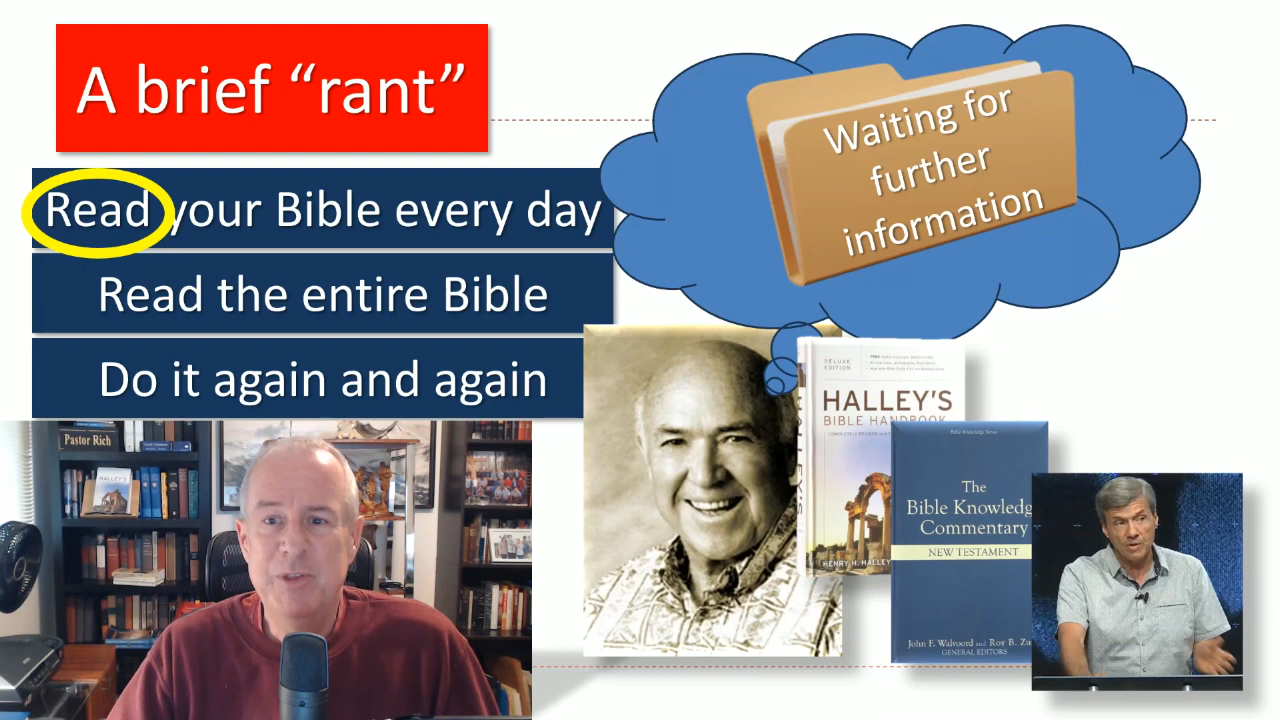 A brief “rant”
Read your Bible every day
Read the entire Bible
Do it again and again
Waiting for
further
information
Pastor Rich
HALLEY'S
DELUXE
EDITION
HALLEY'S
BIBLE HANDBOOK
HENRY H. HALLEY
HALLEY'S
Bible Knowledge Series
The
Bible Knowledg
Commentary
NEW TESTAMENT
John F. Walvoord and Roy B. Zu
GENERAL EDITORS